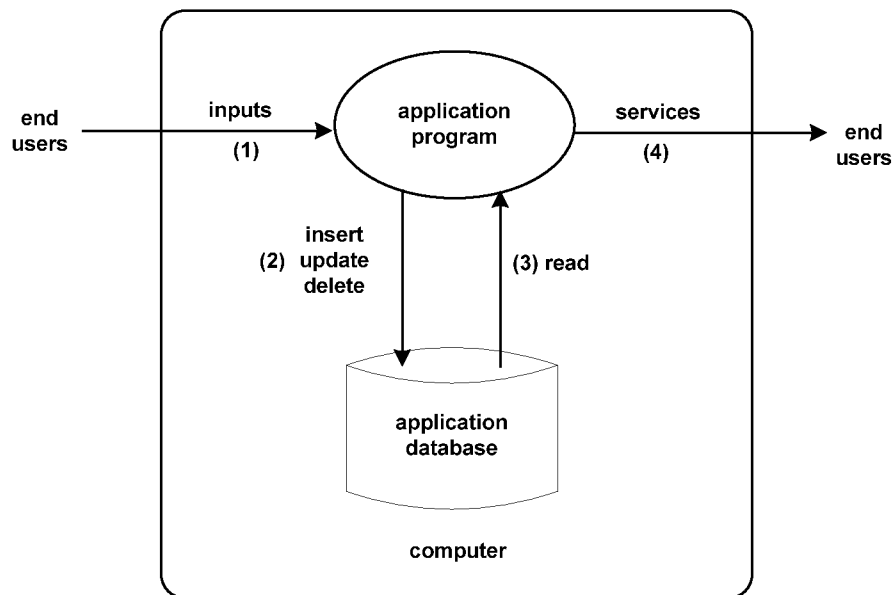 end
users
inputs
(1)
application
program
services
(4)
end
users
insert
(2) update
delete
(3) read
application
database
computer